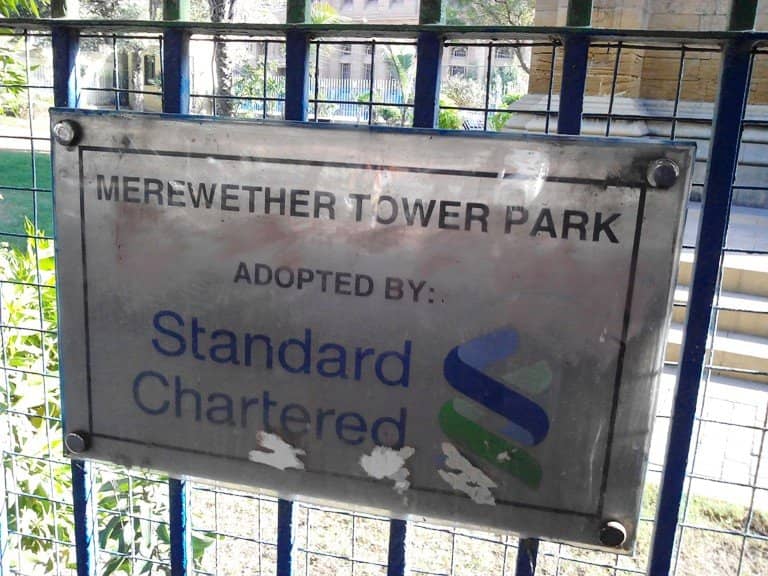 MEREWETHER TOWER PARK
ADOPTED BY:
Standard
Chartered